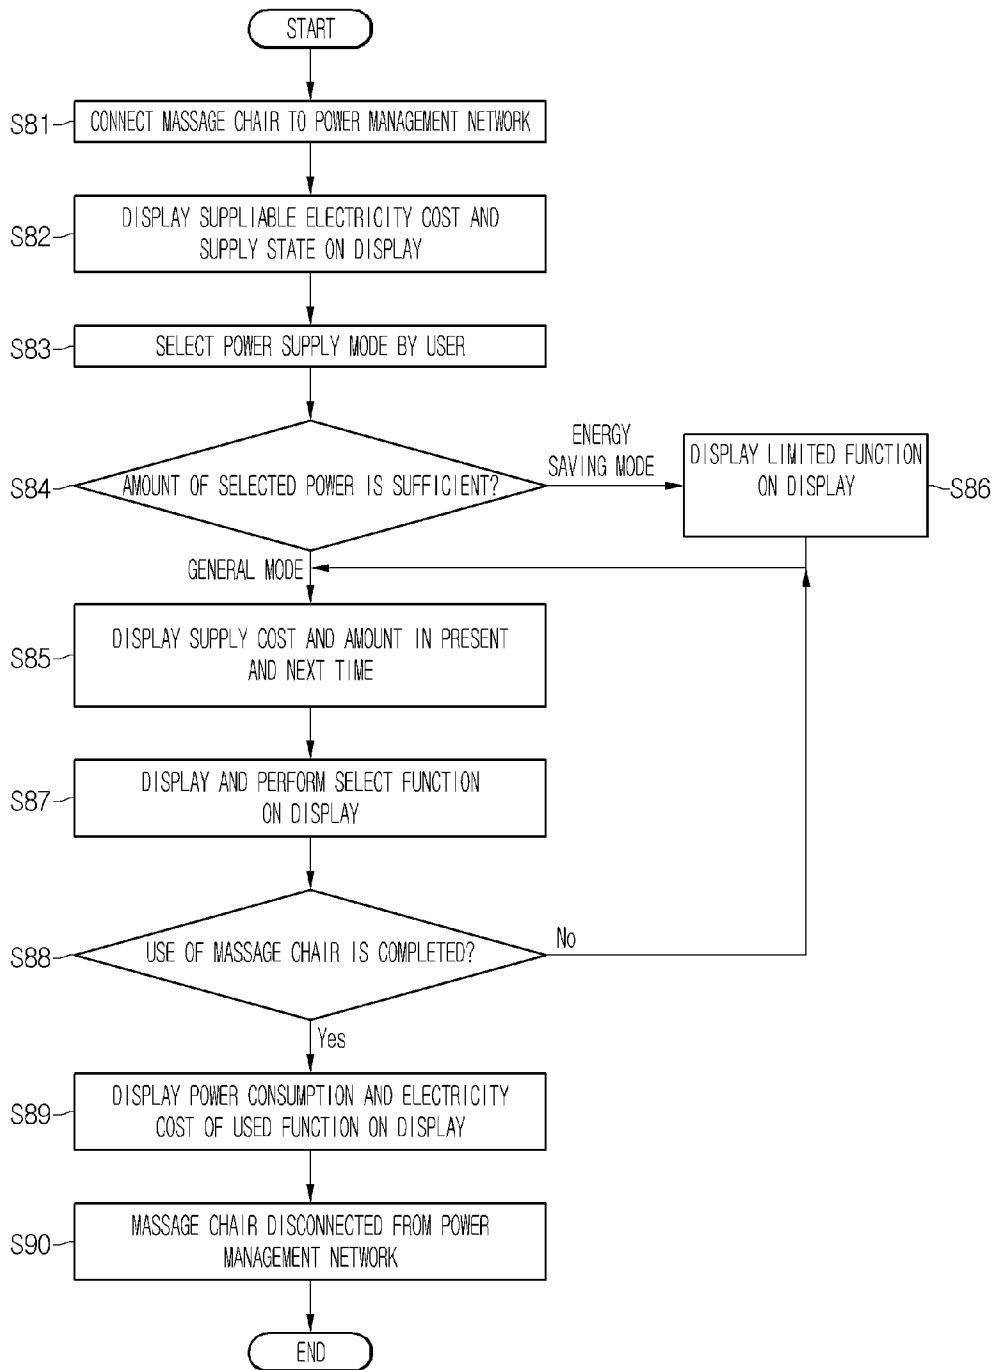 START
S81
CONNECT MASSAGE CHAIR TO POWER MANAGEMENT NETWORK
S82
DISPLAY SUPPLIABLE ELECTRICITY COST AND
SUPPLY STATE ON DISPLAY
S83
SELECT POWER SUPPLY MODE BY USER
S84
AMOUNT OF SELECTED POWER IS SUFFICIENT?
ENERGY
SAVING MODE
DISPLAY LIMITED FUNCTION
ON DISPLAY
S86
GENERAL MODE
S85
DISPLAY SUPPLY COST AND AMOUNT IN PRESENT
AND NEXT TIME
S87
DISPLAY AND PERFORM SELECT FUNCTION
ON DISPLAY
S88
USE OF MASSAGE CHAIR IS COMPLETED?
No
Yes
S89
DISPLAY POWER CONSUMPTION AND ELECTRICITY
COST OF USED FUNCTION ON DISPLAY
S90
MASSAGE CHAIR DISCONNECTED FROM POWER
MANAGEMENT NETWORK
END